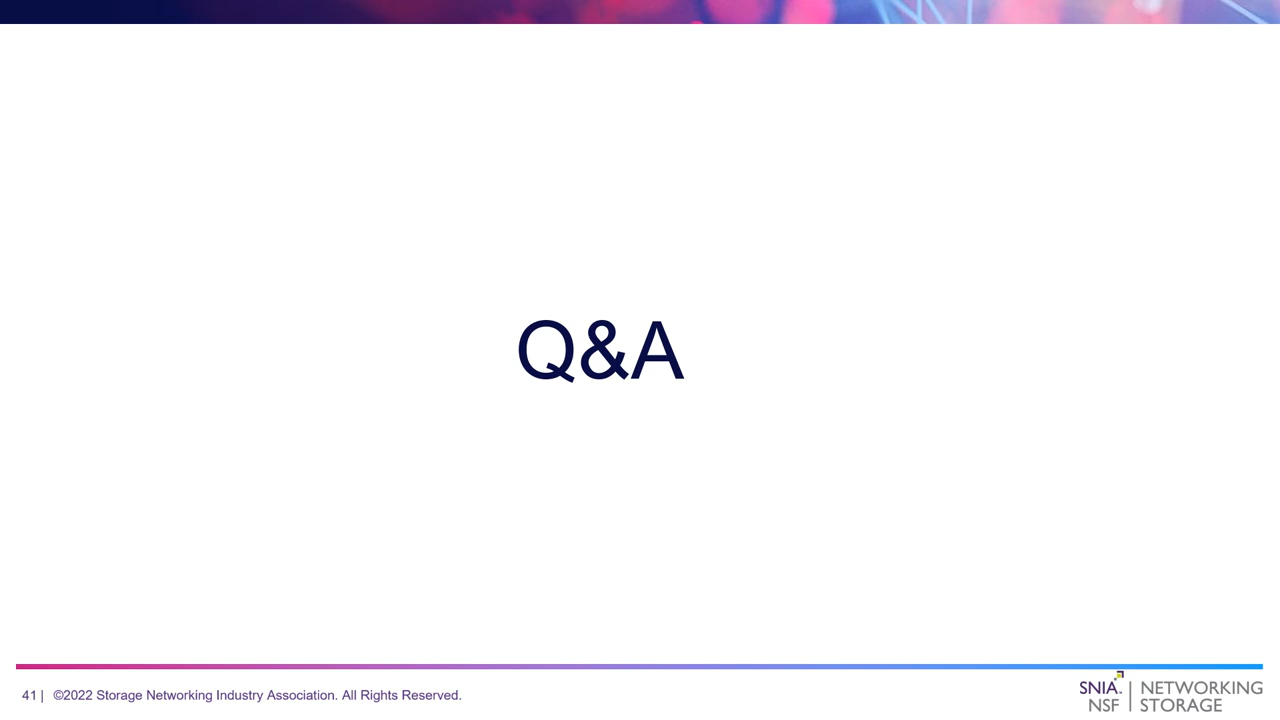 Q&A
41 | ©2022 Storage Networking Industry Association. All Rights Reserved.
SNIA. | NETWORKING
NSF | STORAGE